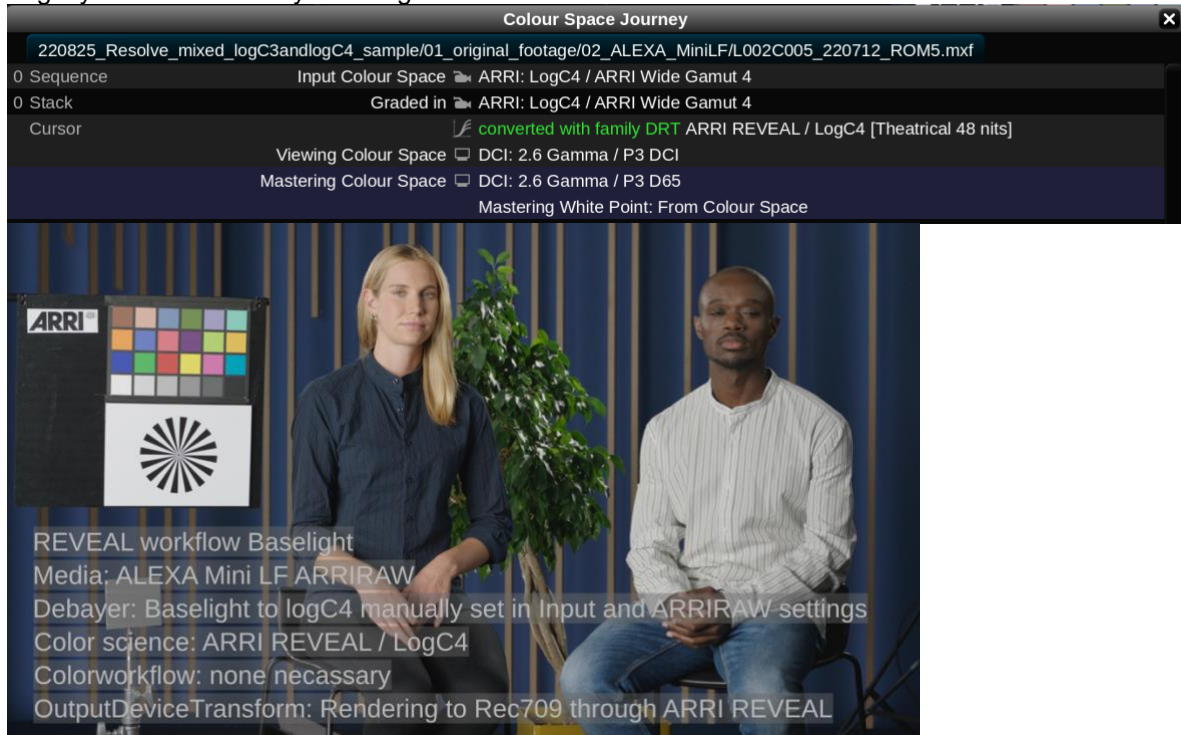 Colour Space Journey
220825_Resolve_mixed_logC3andlogC4_sample/01_original_footage/02_ALEXA_MiniLF/L002C005_220712_ROM5.mxf
0 Sequence Input Colour Space ARRI: LogC4 / ARRI Wide Gamut 4
0 Stack Graded in ARRI: LogC4 / ARRI Wide Gamut 4
Cursor converted with family DRT ARRI REVEAL / LogC4 [Theatrical 48 nits]
Viewing Colour Space DCI: 2.6 Gamma / P3 DCI
Mastering Colour Space DCI: 2.6 Gamma / P3 D65
Mastering White Point: From Colour Space
ARRI
REVEAL workflow Baselight
Media: ALEXA Mini LF ARRIRAW
Debayer: Baselight to logC4 manually set in Input and ARRIRAW settings
Color science: ARRI REVEAL / LogC4
Colorworkflow: none necassary
OutputDeviceTransform: Rendering to Rec709 through ARRI REVEAL